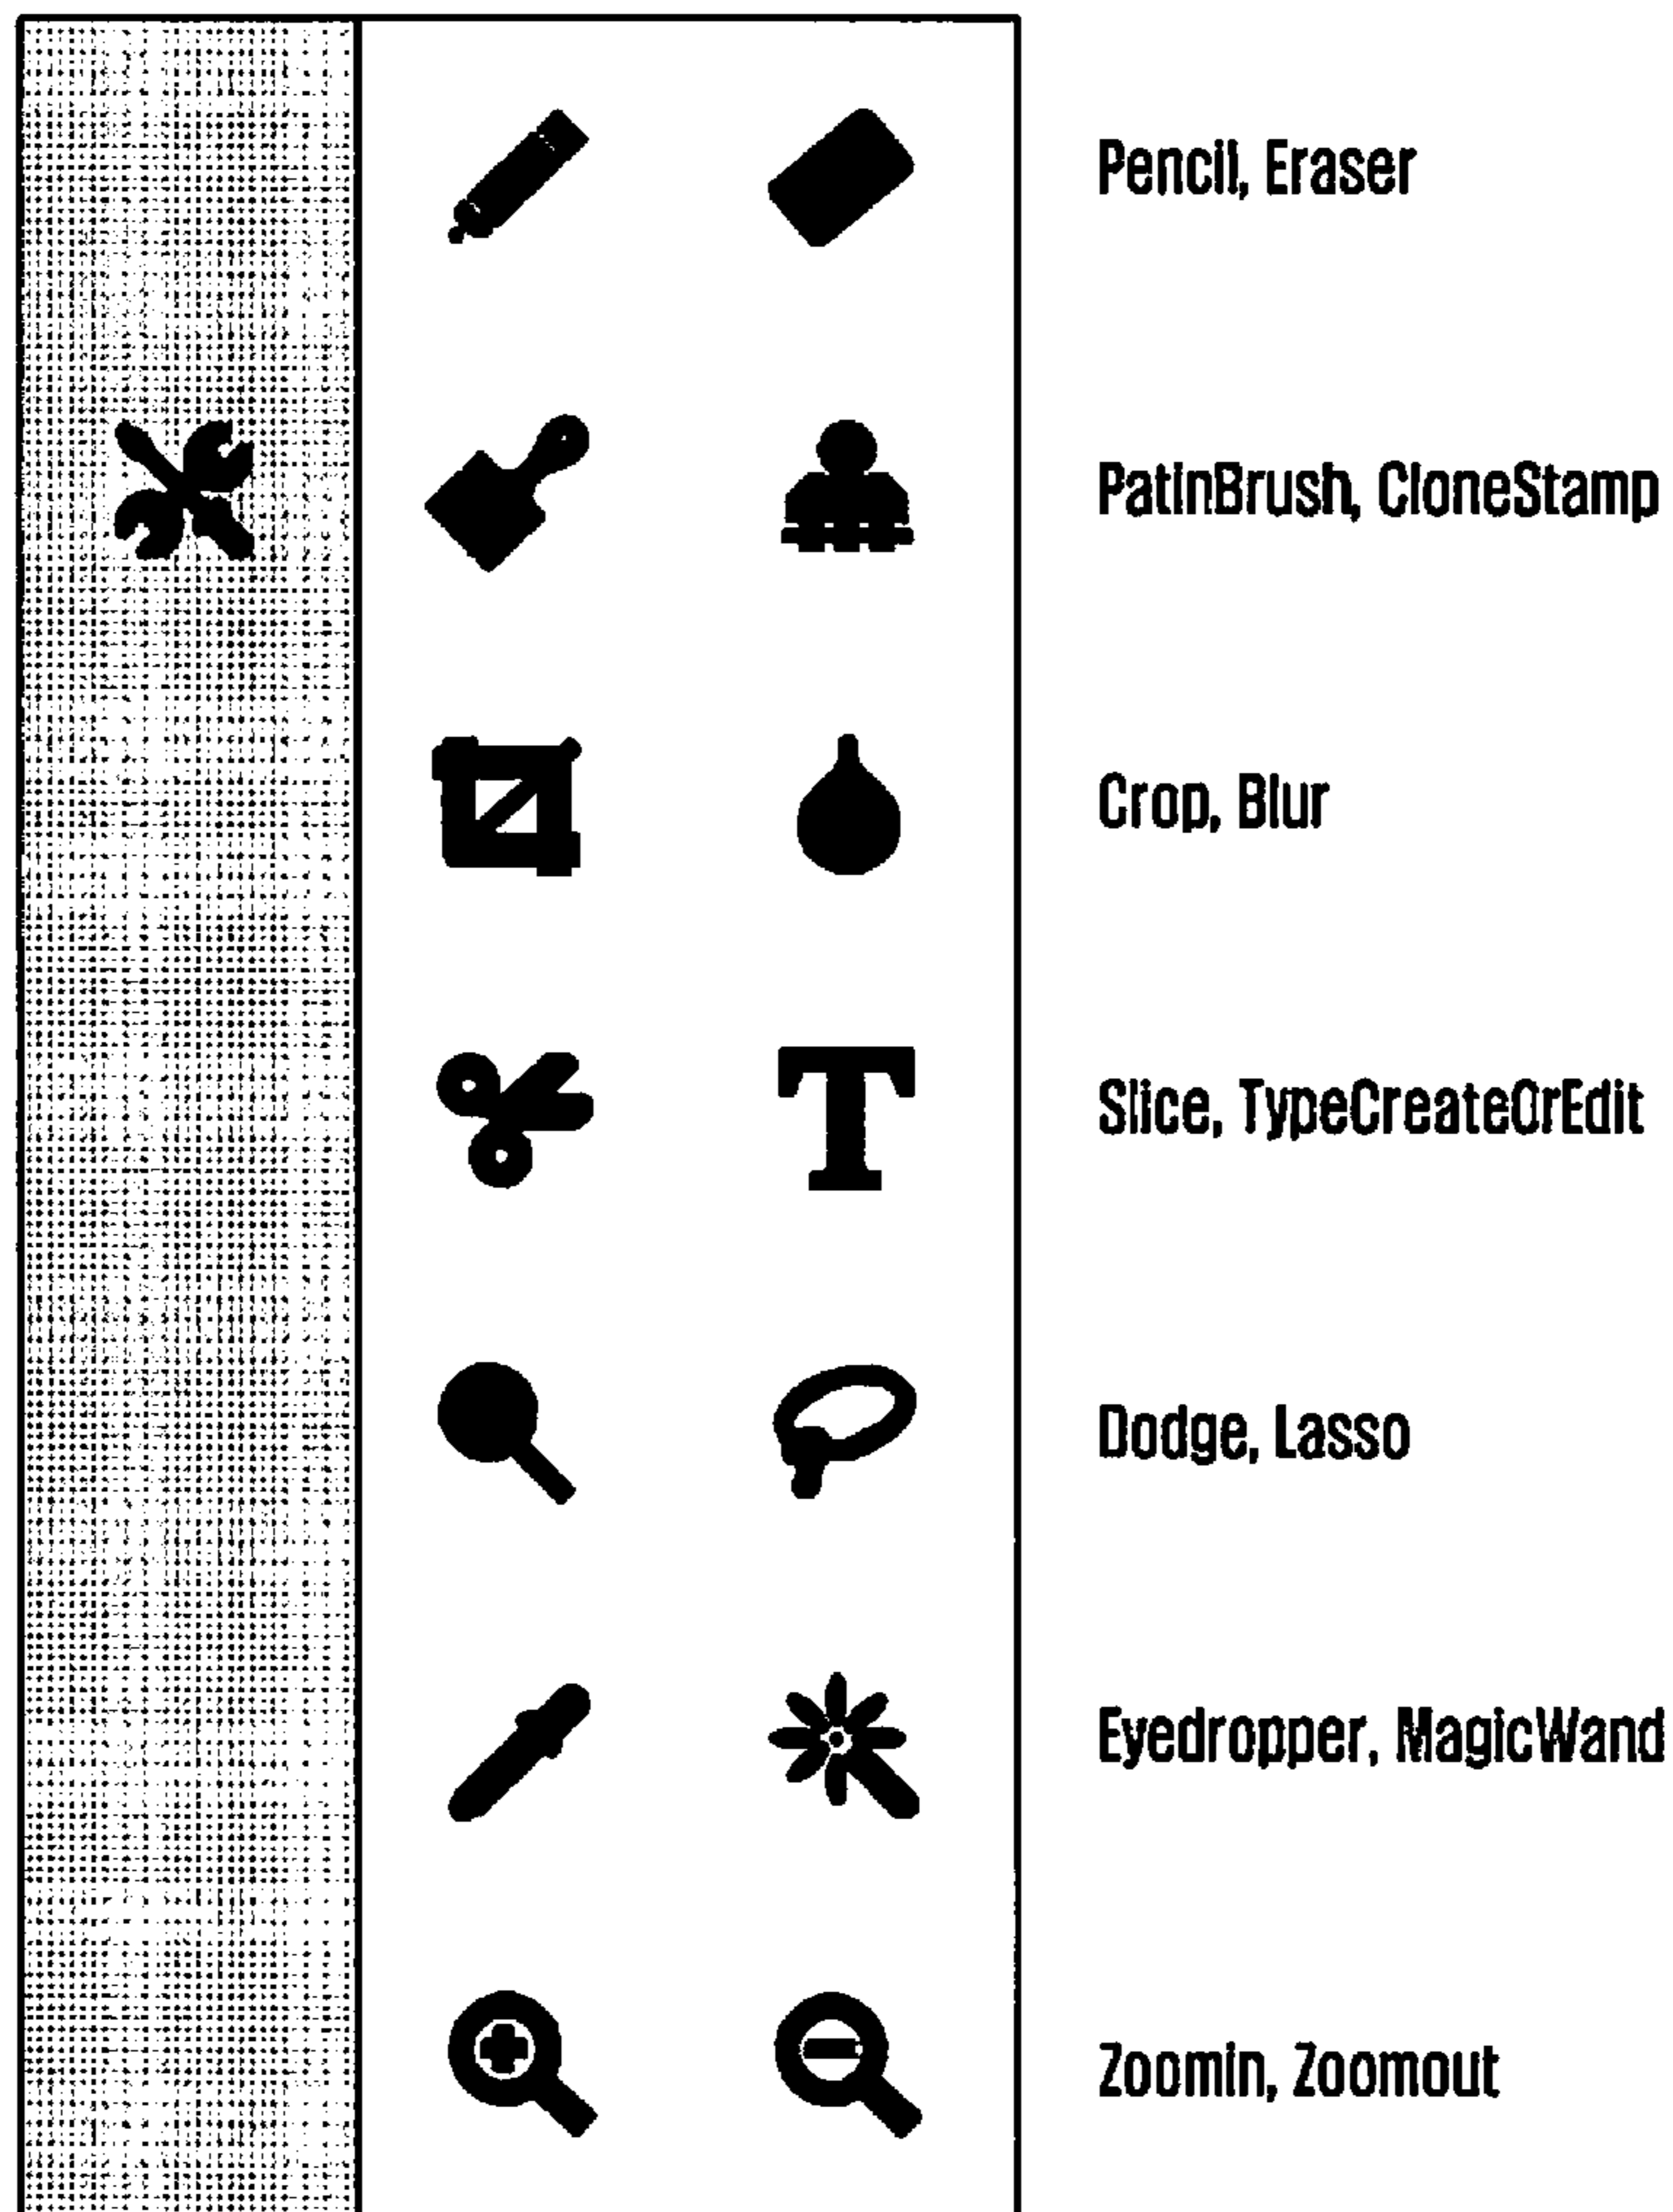 Pencil, Eraser
PatinBrush, CloneStamp
Crop, Blur
Slice, TypeCreateOrEdit
Dodge, Lasso
Eyedropper, MagicWand
Zoomin, Zoomout